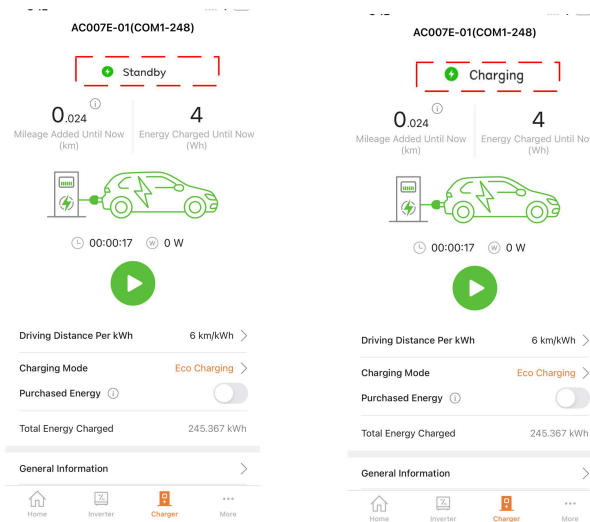 AC007E-01(COM1-248)
Standby
0.024
4
Mileage Added Until Now
(km)
Energy Charged Until Now
(Wh)
00:00:17
W
0 W
Driving Distance Per kWh
6 km/kWh
Charging Mode
Eco Charging
Purchased Energy
Total Energy Charged
245.367 kWh
General Information
Home
Inverter
Charger
More
AC007E-01(COM1-248)
Charging
0.024
4
Mileage Added Until Now
(km)
Energy Charged Until No
(Wh)
00:00:17
W
0 W
Driving Distance Per kWh
6 km/kWh
Charging Mode
Eco Charging
Purchased Energy
Total Energy Charged
245.367 kWh
General Information
Home
Inverter
Charger
More